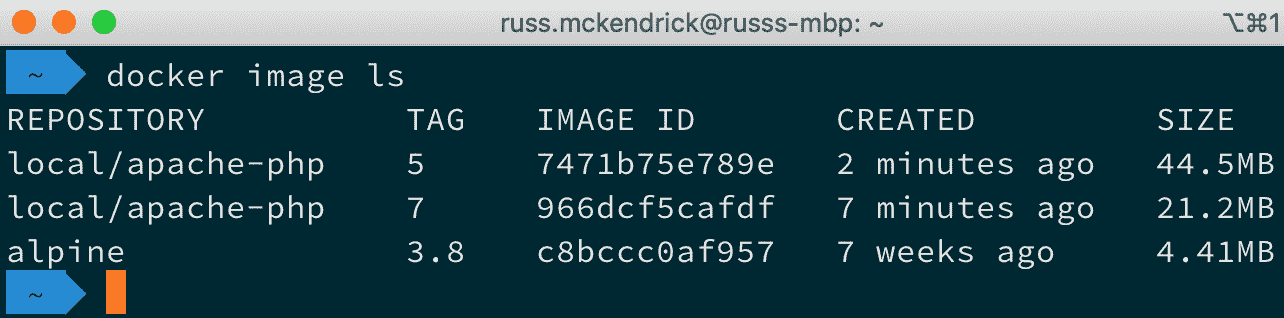 russ.mckendrick@russs-mbp: ~ ⌥⌘1
~ docker image ls
REPOSITORY TAG IMAGE ID CREATED SIZE
local/apache-php 5 7471b75e789e 2 minutes ago 44.5MB
local/apache-php 7 966dcf5cafdf 7 minutes ago 21.2MB
alpine 3.8 c8bccc0af957 7 weeks ago 4.41MB
~